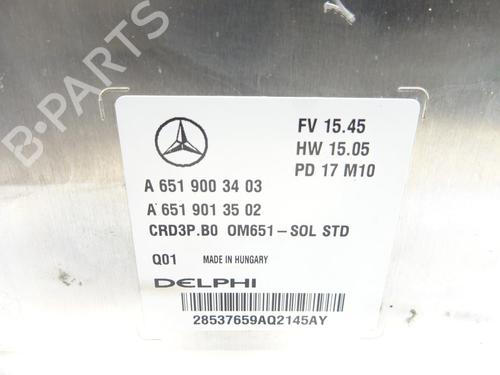 B-PARTS
FV 15.45
HW 15.05
PD 17 M10
A 651 900 34 03
A 651 901 35 02
CRD3P.B0 OM651-SOL STD
Q01 MADE IN HUNGARY
DELPHI
28537659AQ2145AY